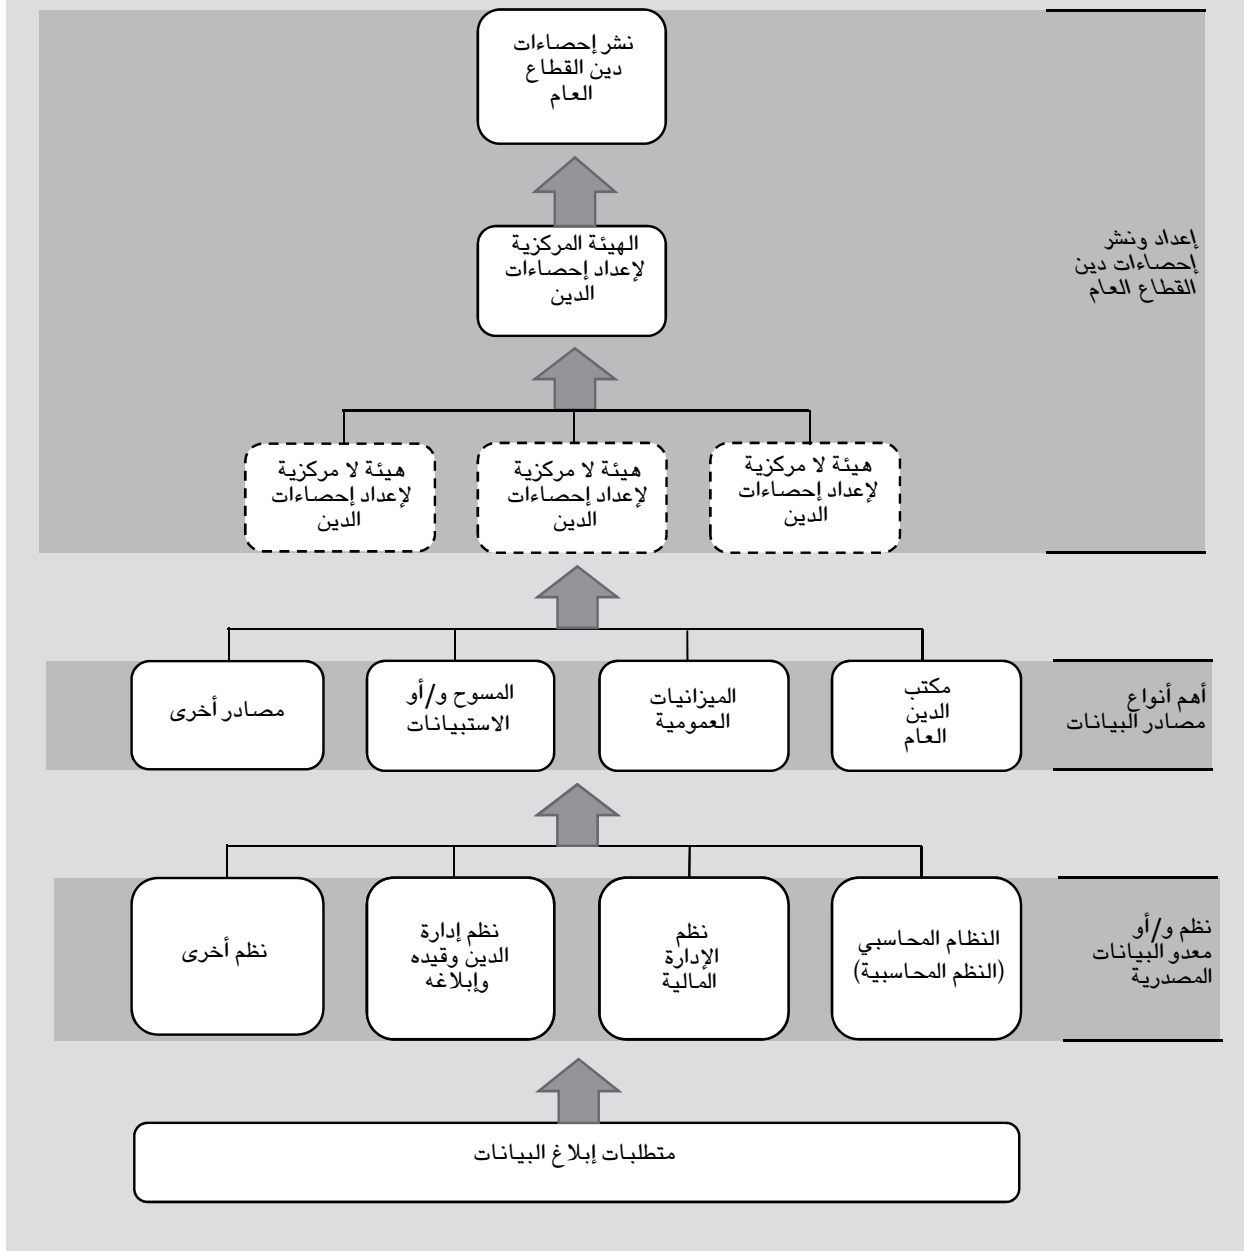 نشر إحصاءات
دين القطاع
العام
الهيئة المركزية
لإعداد إحصاءات
الدين
إعداد ونشر
إحصاءات دين
القطاع العام
هيئة لا مركزية
لإعداد إحصاءات
الدين
هيئة لا مركزية
لإعداد إحصاءات
الدين
هيئة لا مركزية
لإعداد إحصاءات
الدين
أهم أنواع
مصادر البيانات
مكتب
الدين
العام
الميزانيات
العمومية
المسوح و/أو
الاستبيانات
مصادر أخرى
نظم و/أو
معدو البيانات
المصدرية
النظام المحاسبي
(النظم المحاسبية)
نظم
الإدارة
المالية
نظم إدارة
الدين وقيده
وإبلاغه
نظم أخرى
متطلبات إبلاغ البيانات